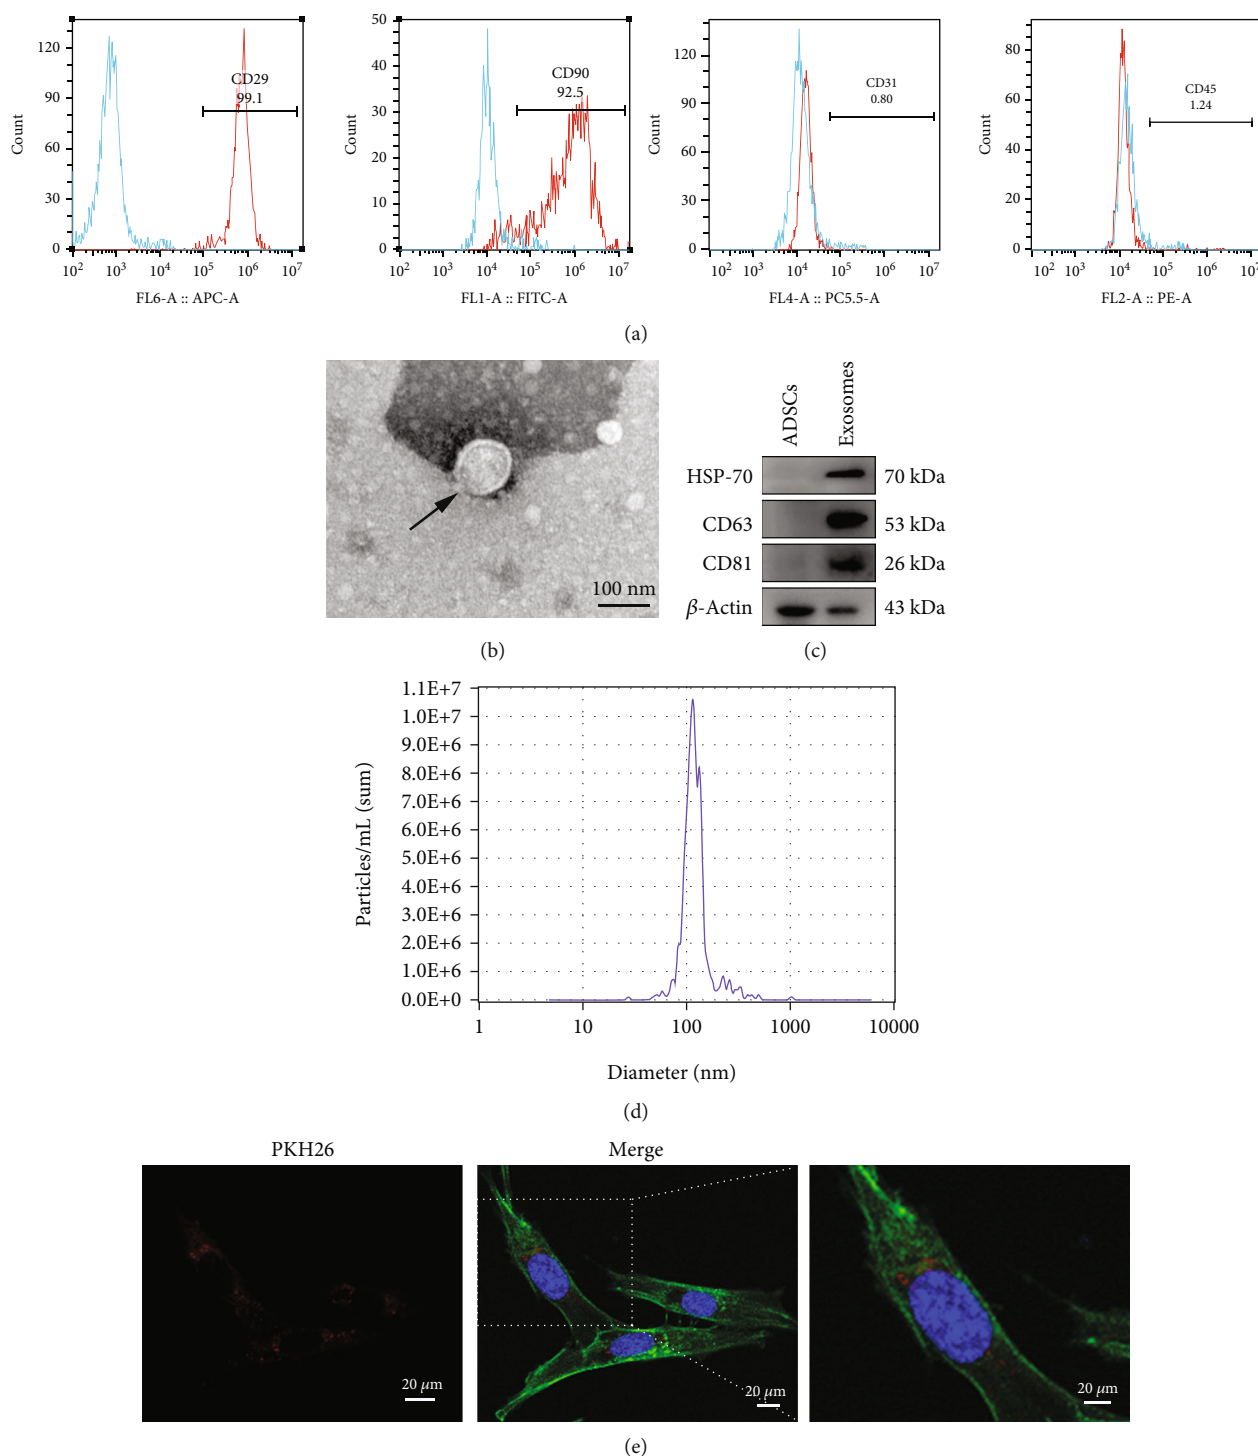 CD29
99.1
Count
120
90
60
30
0
10² 10³ 10⁴ 10⁵ 10⁶ 10⁷
FL6-A :: APC-A
CD90
92.5
Count
50
40
30
20
10
0
10² 10³ 10⁴ 10⁵ 10⁶ 10⁷
FL1-A :: FITC-A
CD31
0.80
Count
120
90
60
30
0
10² 10³ 10⁴ 10⁵ 10⁶ 10⁷
FL4-A :: PC5.5-A
CD45
1.24
Count
80
60
40
20
0
10² 10³ 10⁴ 10⁵ 10⁶ 10⁷
FL2-A :: PE-A
(a)
100 nm
(b)
ADSCs
Exosomes
HSP-70 70 kDa
CD63 53 kDa
CD81 26 kDa
β-Actin 43 kDa
(c)
Particles/mL (sum)
1.1E+7
1.0E+7
9.0E+6
8.0E+6
7.0E+6
6.0E+6
5.0E+6
4.0E+6
3.0E+6
2.0E+6
1.0E+6
0.0E+0
1 10 100 1000 10000
Diameter (nm)
(d)
PKH26
Merge
20 μm
20 μm
20 μm
(e)